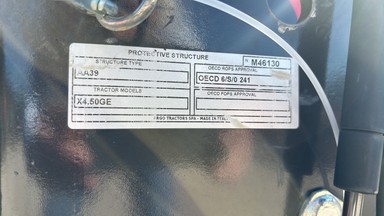 PROTECTIVE STRUCTURE
STRUCTURE TYPE
AA39
TRACTOR MODELS
X4.50GE
N. M46130
OECD ROPS APPROVAL
OECD 6/S/0 241
OECD FOPS APPROVAL
ARGO TRACTORS SPA - MADE IN ITALY